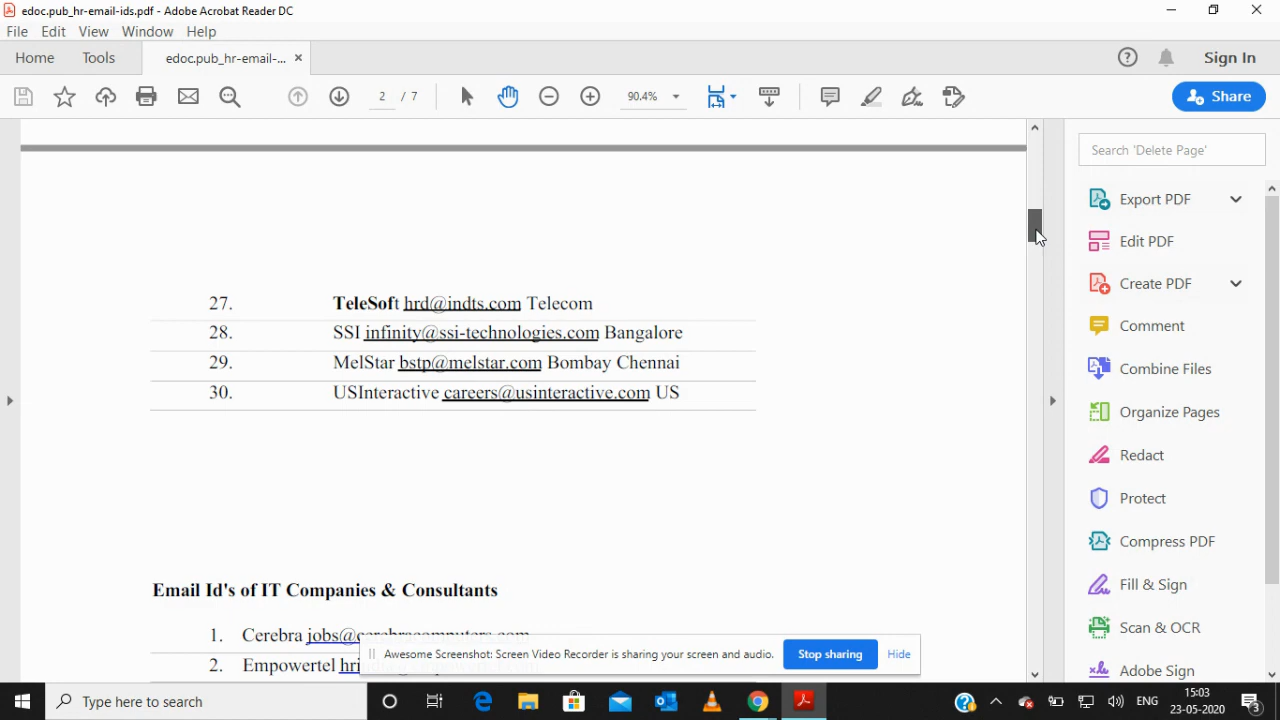 edoc.pub_hr-email-ids.pdf - Adobe Acrobat Reader DC
File Edit View Window Help
Home Tools edoc.pub_hr-email-... × Sign In
2 / 7 90.4% Share
Search 'Delete Page'
Export PDF
Edit PDF
Create PDF
Comment
Combine Files
Organize Pages
Redact
Protect
Compress PDF
Fill & Sign
Scan & OCR
Adobe Sign
27. TeleSoft hrd@indts.com Telecom
28. SSI infinity@ssi-technologies.com Bangalore
29. MelStar bstp@melstar.com Bombay Chennai
30. USInteractive careers@usinteractive.com US
Email Id's of IT Companies & Consultants
1. Cerebra jobs@cerebracomputers.com
2. Empowertel
Awesome Screenshot: Screen Video Recorder is sharing your screen and audio. Stop sharing Hide
Type here to search
ENG 15:03
23-05-2020 3